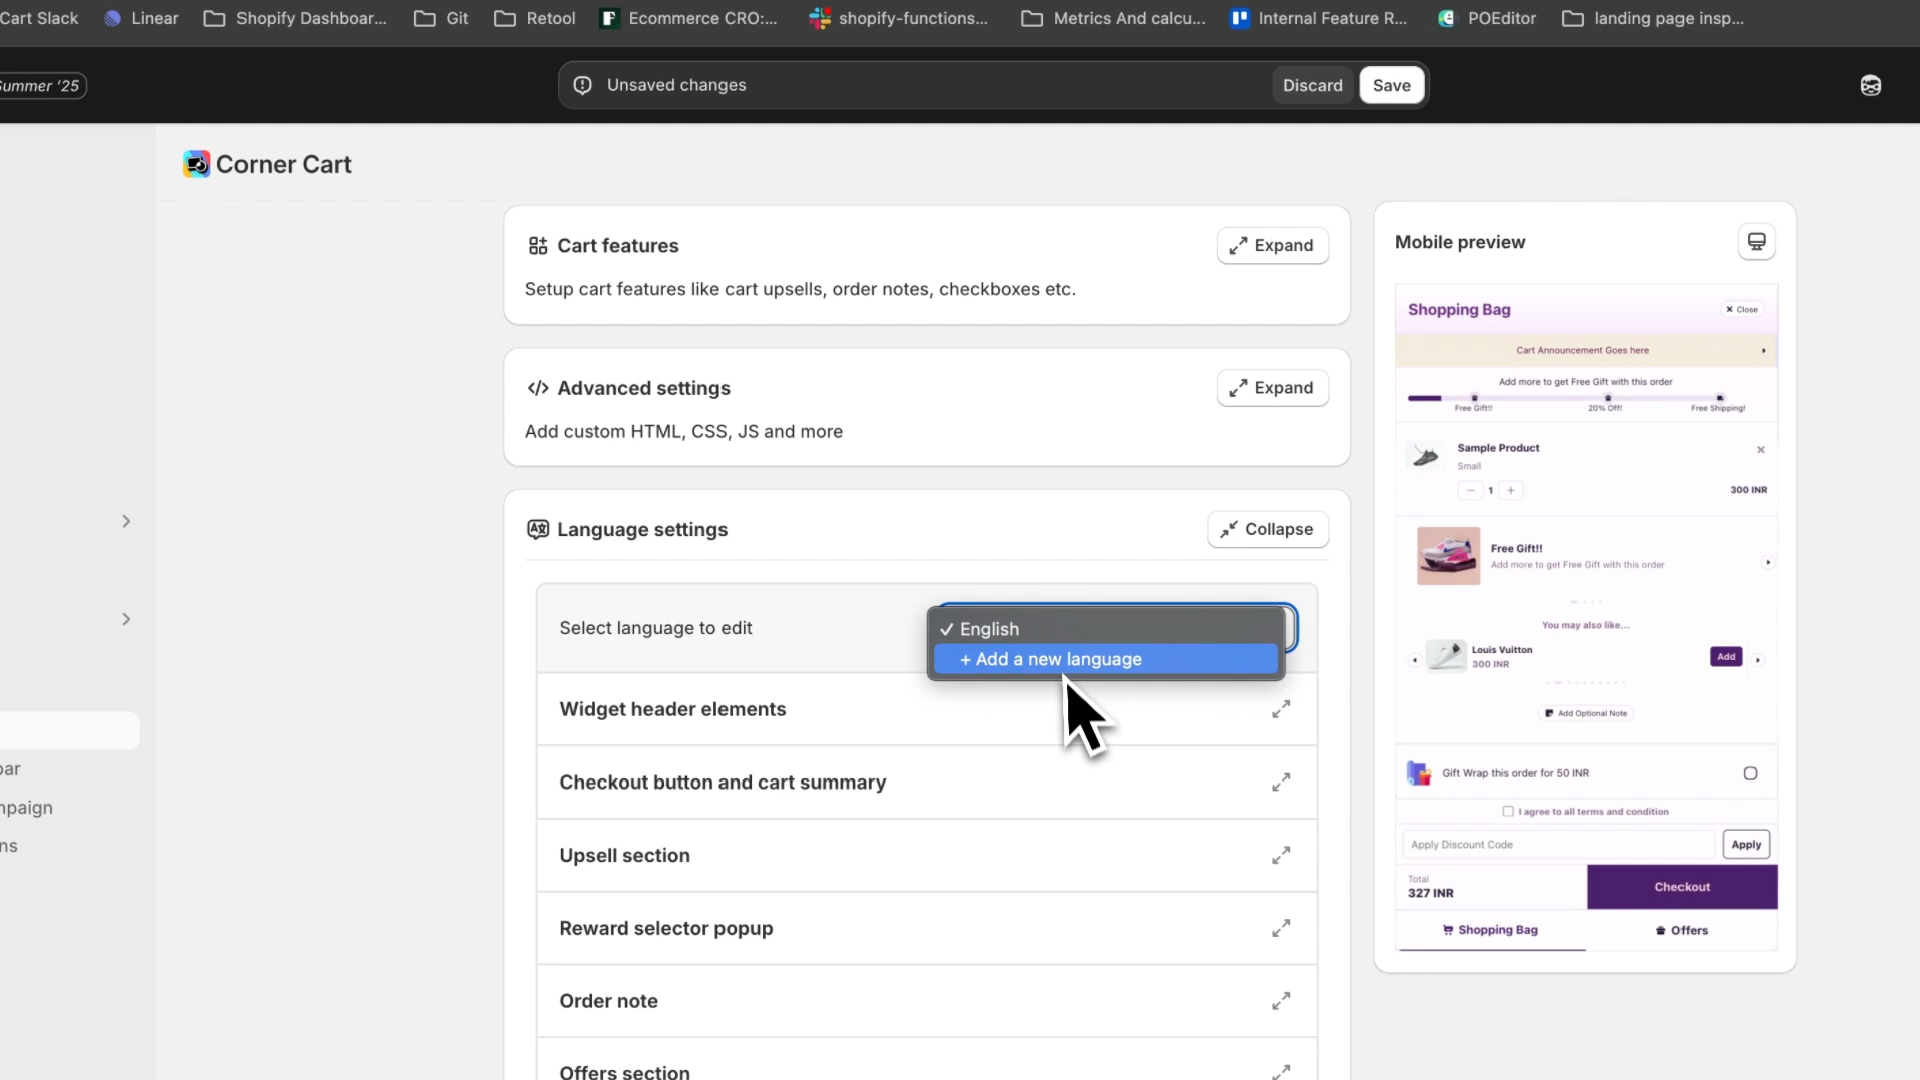 Cart Slack
Linear
Shopify Dashboar...
Git
Retool
Ecommerce CRO:...
shopify-functions...
Metrics And calcu...
Internal Feature R...
POEditor
landing page insp...
Summer '25
Unsaved changes
Discard
Save
Corner Cart
Cart features
Expand
Setup cart features like cart upsells, order notes, checkboxes etc.
Advanced settings
Expand
Add custom HTML, CSS, JS and more
Language settings
Collapse
Select language to edit
✓ English
+ Add a new language
Widget header elements
Checkout button and cart summary
Upsell section
Reward selector popup
Order note
Offers section
bar
mpaign
ns
Mobile preview
Shopping Bag
× Close
Cart Announcement Goes here
Add more to get Free Gift with this order
Free Gift!!
20% Off!
Free Shipping!
Sample Product
Small
− 1 +
300 INR
Free Gift!!
Add more to get Free Gift with this order
You may also like...
Louis Vuitton
300 INR
Add
Add Optional Note
Gift Wrap this order for 50 INR
I agree to all terms and condition
Apply Discount Code
Apply
Total
327 INR
Checkout
Shopping Bag
Offers